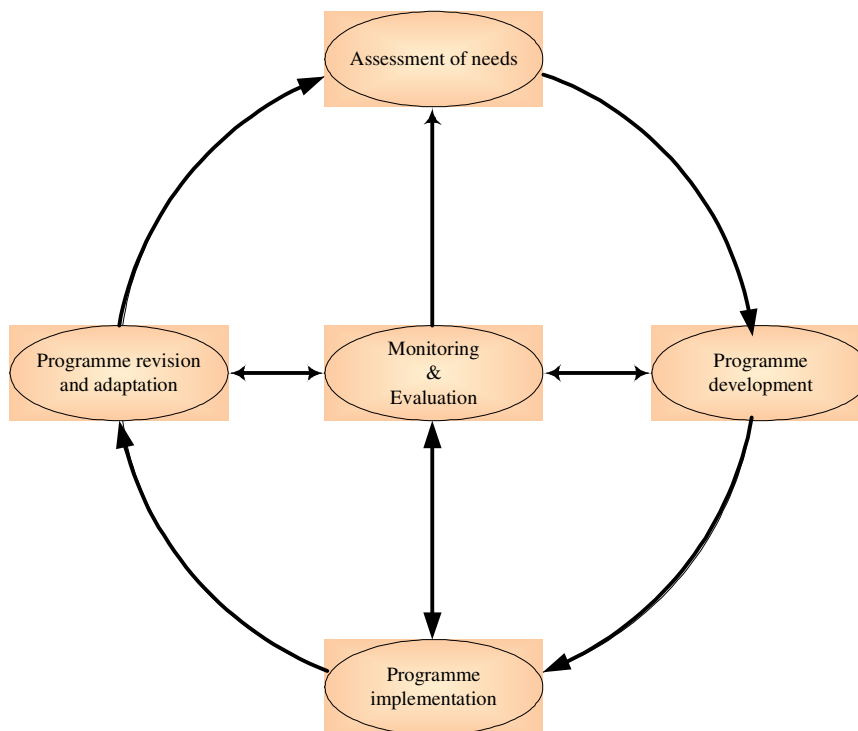 Assessment of needs
Programme revision
and adaptation
Monitoring
&
Evaluation
Programme
development
Programme
implementation